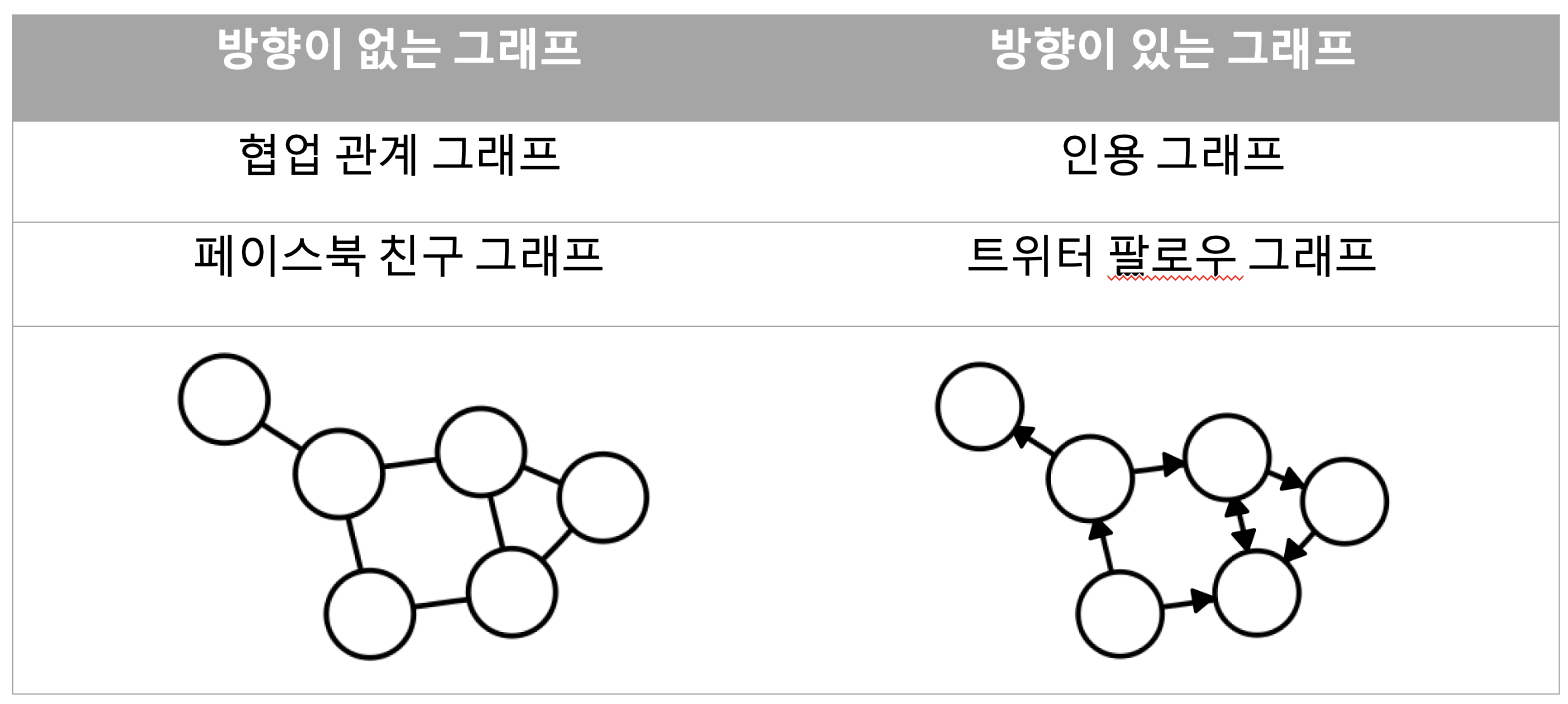 방향이 없는 그래프
방향이 있는 그래프
협업 관계 그래프
인용 그래프
페이스북 친구 그래프
트위터 팔로우 그래프